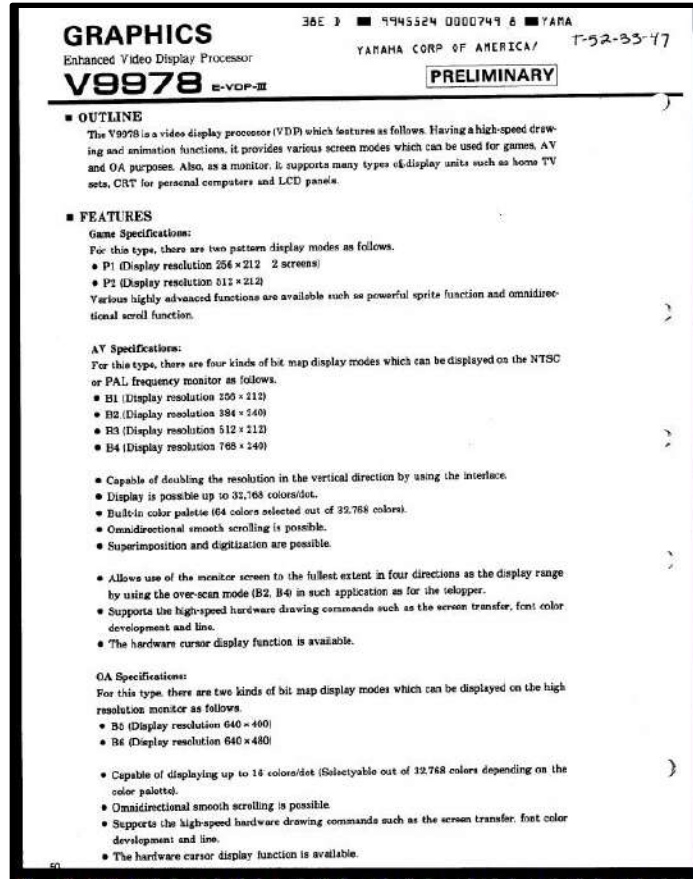 38E D ■ 9945524 0000749 8 ■ YAMA
GRAPHICS
YAMAHA CORP OF AMERICA/ T-52-33-47
Enhanced Video Display Processor
V9978 E-VDP-III
PRELIMINARY
■ OUTLINE
The V9978 is a video display processor (VDP) which features as follows. Having a high-speed draw-
ing and animation functions, it provides various screen modes which can be used for games, AV
and OA purposes. Also, as a monitor, it supports many types of display units such as home TV
sets, CRT for personal computers and LCD panels.
■ FEATURES
Game Specifications:
For this type, there are two pattern display modes as follows.
● P1 (Display resolution 256 × 212 2 screens)
● P2 (Display resolution 512 × 212)
Various highly advanced functions are available such as powerful sprite function and omnidirec-
tional scroll function.
AV Specifications:
For this type, there are four kinds of bit map display modes which can be displayed on the NTSC
or PAL frequency monitor as follows.
● B1 (Display resolution 256 × 212)
● B2 (Display resolution 384 × 240)
● B3 (Display resolution 512 × 212)
● B4 (Display resolution 768 × 240)
● Capable of doubling the resolution in the vertical direction by using the interlace.
● Display is possible up to 32,768 colors/dot.
● Built-in color palette (64 colors selected out of 32,768 colors).
● Omnidirectional smooth scrolling is possible.
● Superimposition and digitization are possible.
● Allows use of the monitor screen to the fullest extent in four directions as the display range
by using the over-scan mode (B2, B4) in such application as for the telopper.
● Supports the high-speed hardware drawing commands such as the screen transfer, font color
development and line.
● The hardware cursor display function is available.
OA Specifications:
For this type, there are two kinds of bit map display modes which can be displayed on the high
resolution monitor as follows.
● B5 (Display resolution 640 × 400)
● B6 (Display resolution 640 × 480)
● Capable of displaying up to 16 colors/dot (Selectyable out of 32,768 colors depending on the
color palette).
● Omnidirectional smooth scrolling is possible.
● Supports the high-speed hardware drawing commands such as the screen transfer, font color
development and line.
● The hardware cursor display function is available.